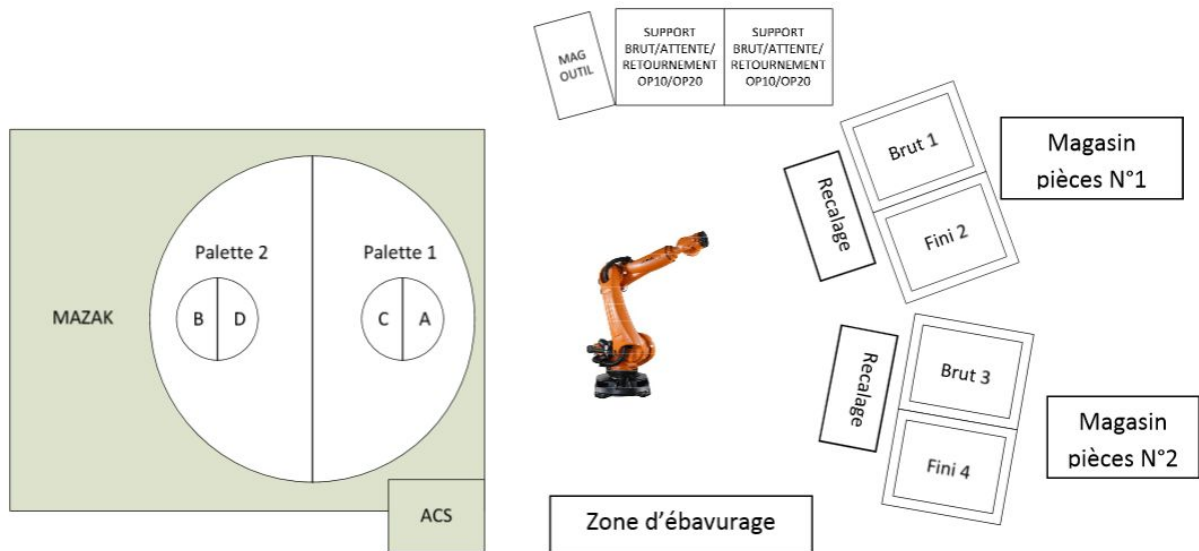 MAG
OUTIL
SUPPORT
BRUT/ATTENTE/
RETOURNEMENT
OP10/OP20
SUPPORT
BRUT/ATTENTE/
RETOURNEMENT
OP10/OP20
Brut 1
Magasin
pièces N°1
Recalage
Fini 2
Palette 2
Palette 1
MAZAK
B
D
C
A
Recalage
Brut 3
Magasin
pièces N°2
Fini 4
ACS
Zone d'ébavurage